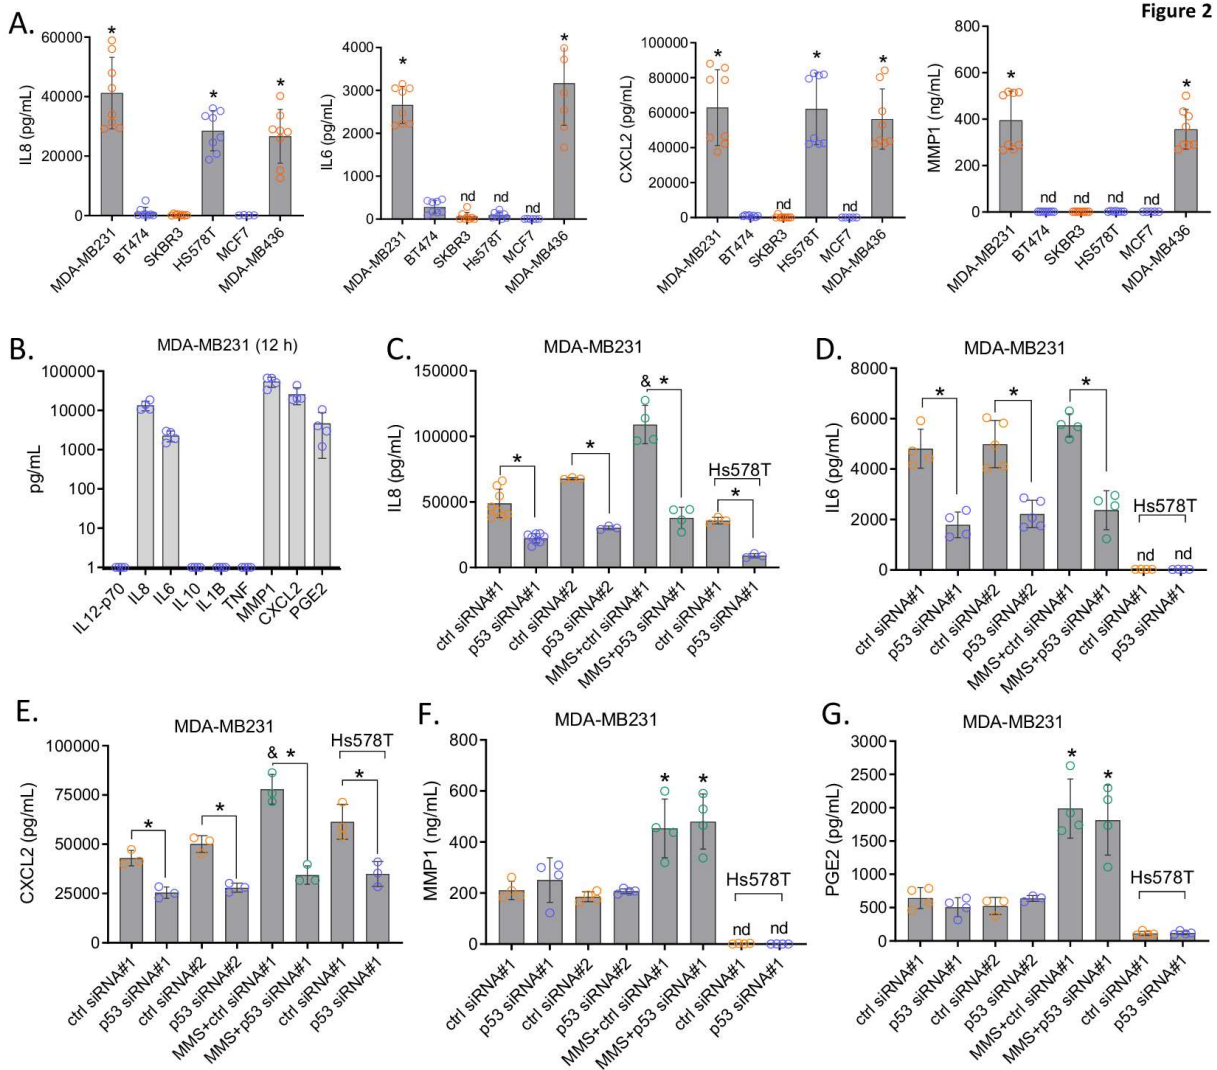 Figure 2
A.
IL8 (pg/mL)
60000
40000
20000
0
*
*
*
MDA-MB231
BT474
SKBR3
HS578T
MCF7
MDA-MB436
IL6 (pg/mL)
4000
3000
2000
1000
0
*
nd
nd
nd
*
MDA-MB231
BT474
SKBR3
Hs578T
MCF7
MDA-MB436
CXCL2 (pg/mL)
100000
80000
60000
40000
20000
0
*
nd
*
nd
*
MDA-MB231
BT474
SKBR3
HS578T
MCF7
MDA-MB436
MMP1 (ng/mL)
800
600
400
200
0
*
nd
nd
nd
nd
*
MDA-MB231
BT474
SKBR3
HS578T
MCF7
MDA-MB436
B.
MDA-MB231 (12 h)
pg/mL
100000
10000
1000
100
10
1
IL12-p70
IL8
IL6
IL10
IL1B
TNF
MMP1
CXCL2
PGE2
C.
MDA-MB231
IL8 (pg/mL)
150000
100000
50000
0
*
*
& *
Hs578T
*
ctrl siRNA#1
p53 siRNA#1
ctrl siRNA#2
p53 siRNA#2
MMS+ctrl siRNA#1
MMS+p53 siRNA#1
ctrl siRNA#1
p53 siRNA#1
D.
MDA-MB231
IL6 (pg/mL)
8000
6000
4000
2000
0
*
*
*
Hs578T
nd
nd
ctrl siRNA#1
p53 siRNA#1
ctrl siRNA#2
p53 siRNA#2
MMS+ctrl siRNA#1
MMS+p53 siRNA#1
ctrl siRNA#1
p53 siRNA#1
E.
MDA-MB231
CXCL2 (pg/mL)
100000
75000
50000
25000
0
*
*
& *
Hs578T
*
ctrl siRNA#1
p53 siRNA#1
ctrl siRNA#2
p53 siRNA#2
MMS+ctrl siRNA#1
MMS+p53 siRNA#1
ctrl siRNA#1
p53 siRNA#1
F.
MDA-MB231
MMP1 (ng/mL)
800
600
400
200
0
*
*
Hs578T
nd
nd
ctrl siRNA#1
p53 siRNA#1
ctrl siRNA#2
p53 siRNA#2
MMS+ctrl siRNA#1
MMS+p53 siRNA#1
ctrl siRNA#1
p53 siRNA#1
G.
MDA-MB231
PGE2 (pg/mL)
3000
2500
2000
1500
1000
500
0
*
*
Hs578T
ctrl siRNA#1
p53 siRNA#1
ctrl siRNA#2
p53 siRNA#2
MMS+ctrl siRNA#1
MMS+p53 siRNA#1
ctrl siRNA#1
p53 siRNA#1